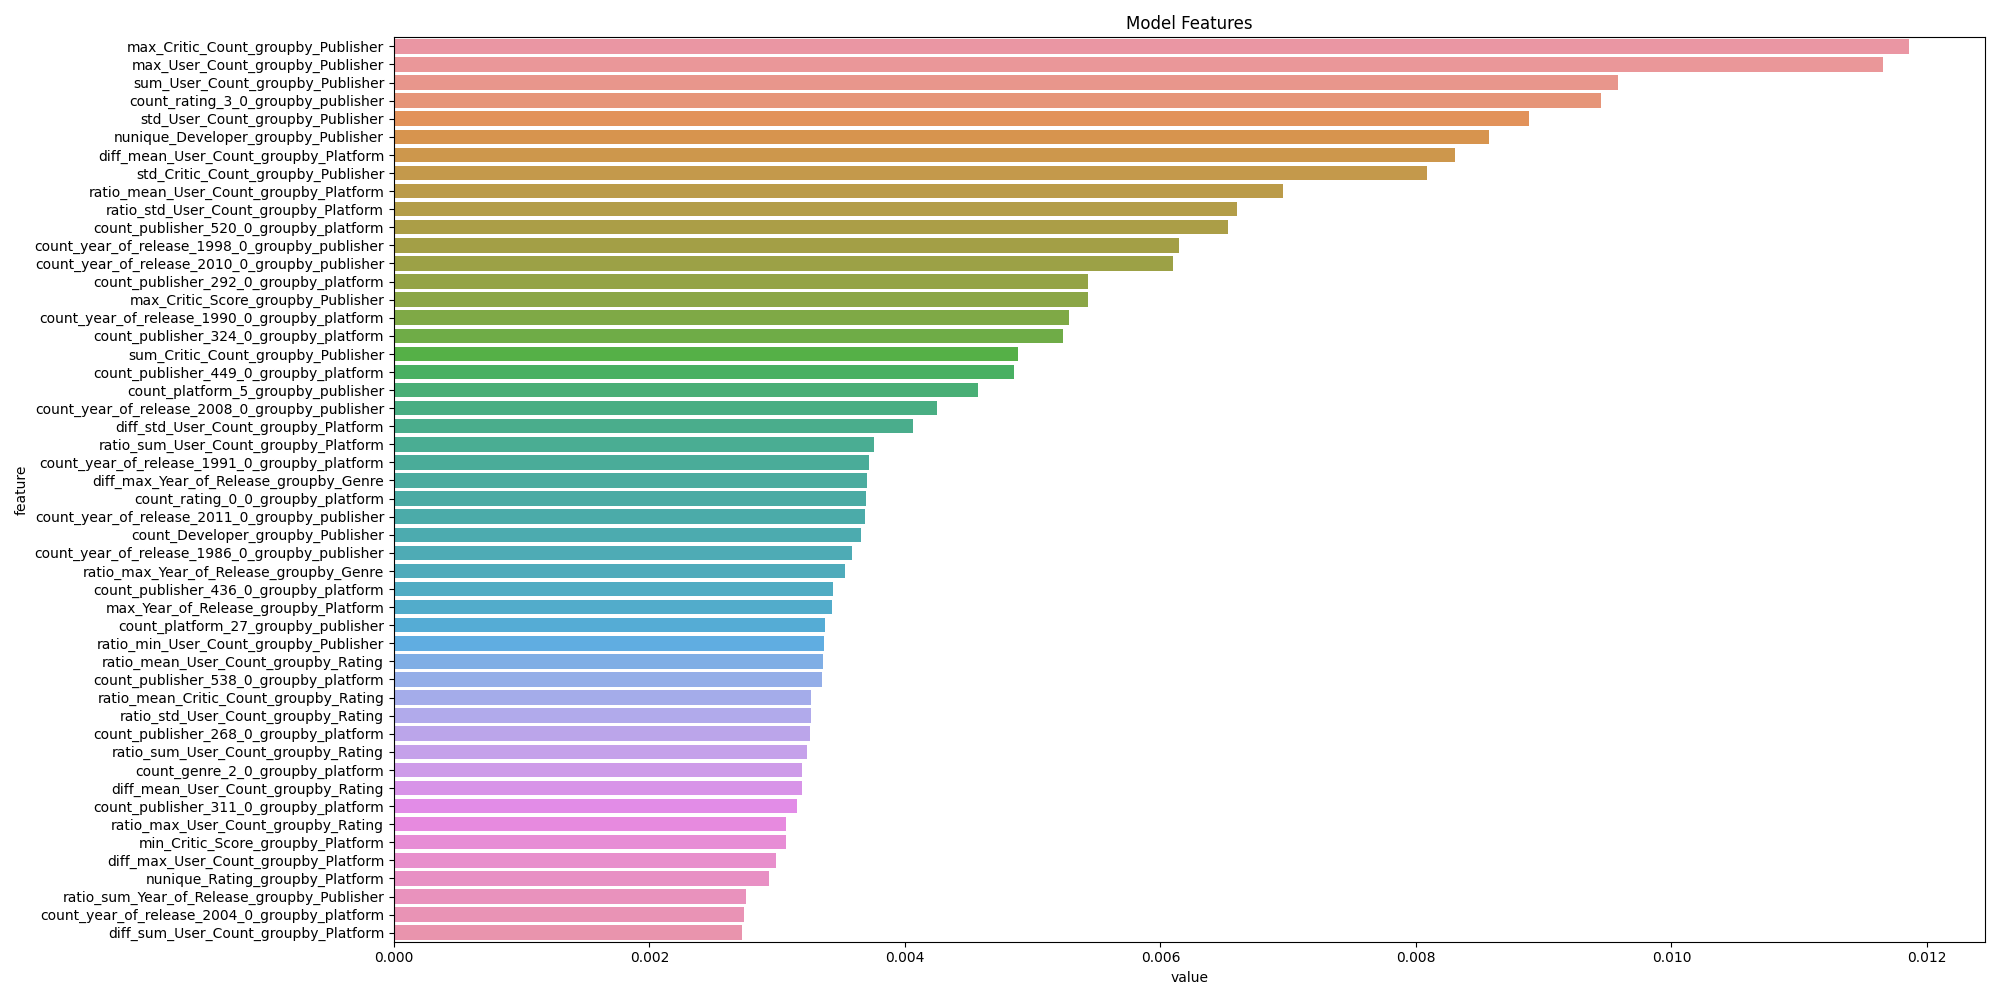 Model Features
max_Critic_Count_groupby_Publisher
max_User_Count_groupby_Publisher
sum_User_Count_groupby_Publisher
count_rating_3_0_groupby_publisher
std_User_Count_groupby_Publisher
nunique_Developer_groupby_Publisher
diff_mean_User_Count_groupby_Platform
std_Critic_Count_groupby_Publisher
ratio_mean_User_Count_groupby_Platform
ratio_std_User_Count_groupby_Platform
count_publisher_520_0_groupby_platform
count_year_of_release_1998_0_groupby_publisher
count_year_of_release_2010_0_groupby_publisher
count_publisher_292_0_groupby_platform
max_Critic_Score_groupby_Publisher
count_year_of_release_1990_0_groupby_platform
count_publisher_324_0_groupby_platform
sum_Critic_Count_groupby_Publisher
count_publisher_449_0_groupby_platform
count_platform_5_groupby_publisher
count_year_of_release_2008_0_groupby_publisher
diff_std_User_Count_groupby_Platform
ratio_sum_User_Count_groupby_Platform
count_year_of_release_1991_0_groupby_platform
diff_max_Year_of_Release_groupby_Genre
count_rating_0_0_groupby_platform
count_year_of_release_2011_0_groupby_publisher
count_Developer_groupby_Publisher
count_year_of_release_1986_0_groupby_publisher
ratio_max_Year_of_Release_groupby_Genre
count_publisher_436_0_groupby_platform
max_Year_of_Release_groupby_Platform
count_platform_27_groupby_publisher
ratio_min_User_Count_groupby_Publisher
ratio_mean_User_Count_groupby_Rating
count_publisher_538_0_groupby_platform
ratio_mean_Critic_Count_groupby_Rating
ratio_std_User_Count_groupby_Rating
count_publisher_268_0_groupby_platform
ratio_sum_User_Count_groupby_Rating
count_genre_2_0_groupby_platform
diff_mean_User_Count_groupby_Rating
count_publisher_311_0_groupby_platform
ratio_max_User_Count_groupby_Rating
min_Critic_Score_groupby_Platform
diff_max_User_Count_groupby_Platform
nunique_Rating_groupby_Platform
ratio_sum_Year_of_Release_groupby_Publisher
count_year_of_release_2004_0_groupby_platform
diff_sum_User_Count_groupby_Platform
feature
0.000 0.002 0.004 0.006 0.008 0.010 0.012
value